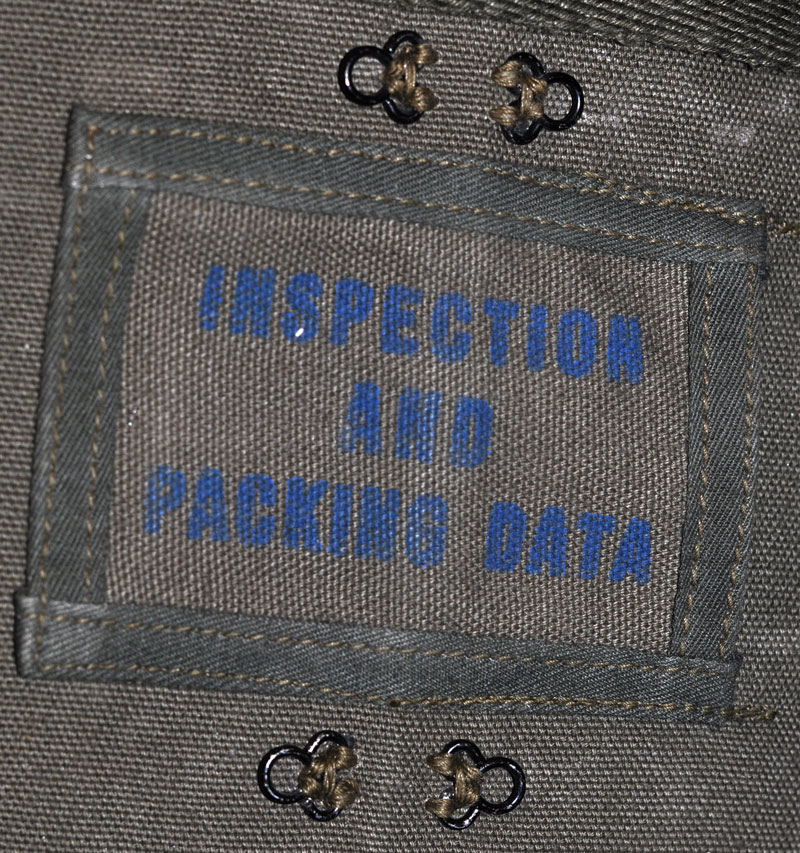 INSPECTION
AND
PACKING DATA